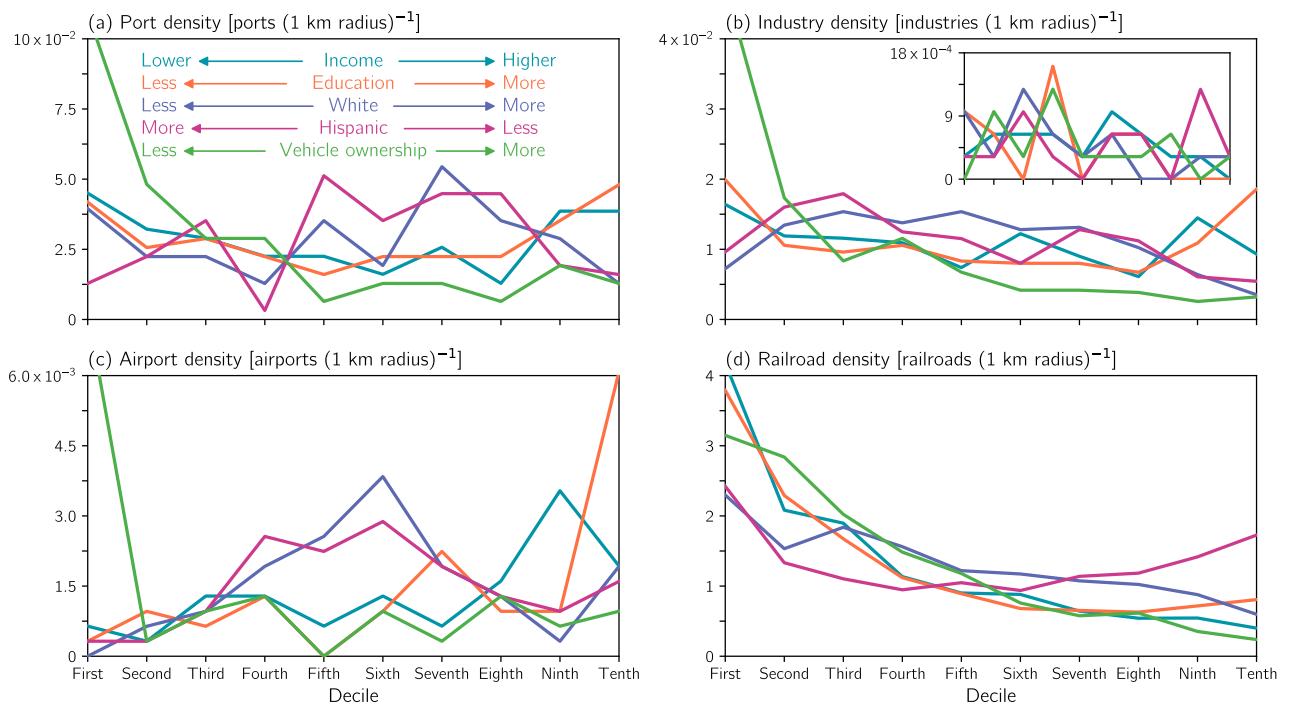 (a) Port density [ports (1 km radius)⁻¹]
10 x 10⁻²
7.5
5.0
2.5
0
Lower Income Higher
Less Education More
Less White More
More Hispanic Less
Less Vehicle ownership More
(b) Industry density [industries (1 km radius)⁻¹]
4 x 10⁻²
3
2
1
0
18 x 10⁻⁴
9
0
(c) Airport density [airports (1 km radius)⁻¹]
6.0 x 10⁻³
4.5
3.0
1.5
0
First Second Third Fourth Fifth Sixth Seventh Eighth Ninth Tenth
Decile
(d) Railroad density [railroads (1 km radius)⁻¹]
4
3
2
1
0
First Second Third Fourth Fifth Sixth Seventh Eighth Ninth Tenth
Decile